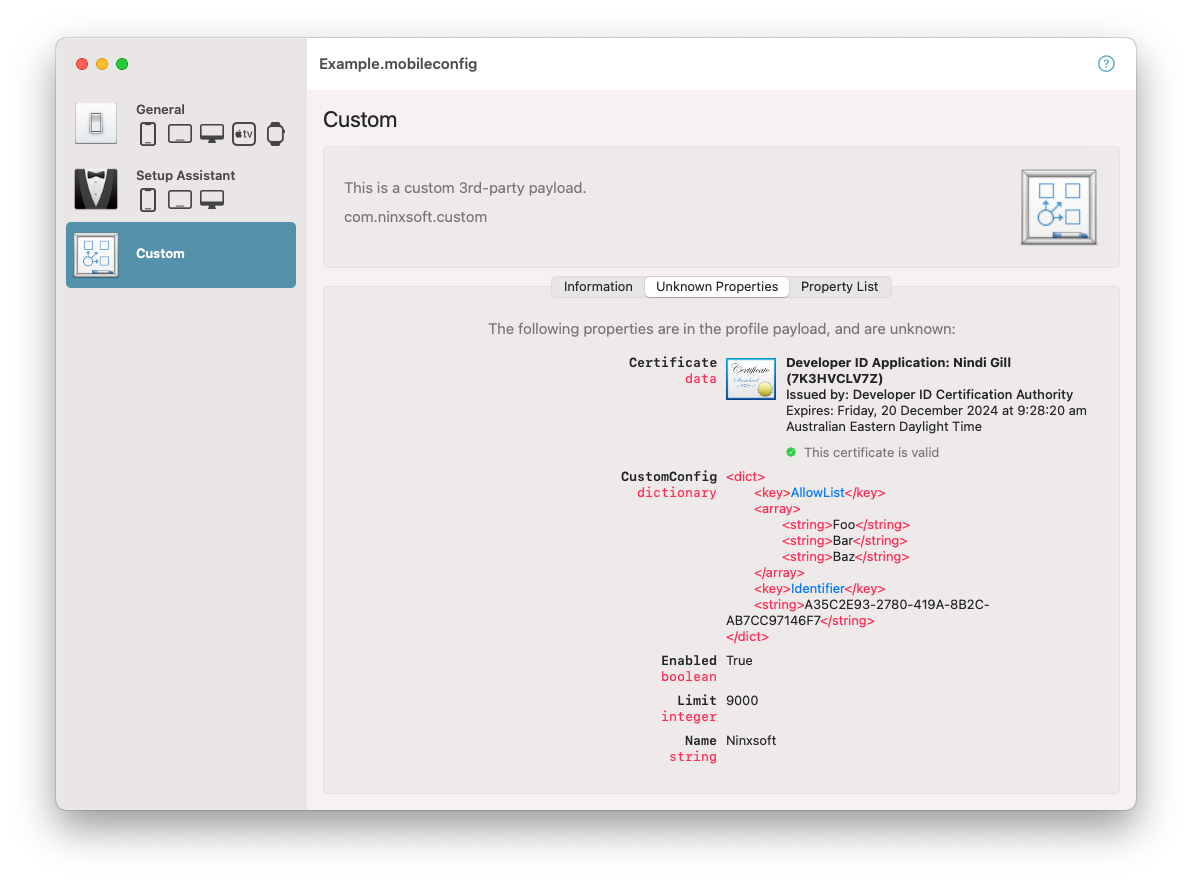 Example.mobileconfig
?
General
tv
Setup Assistant
Custom
Custom
This is a custom 3rd-party payload.
com.ninxsoft.custom
Information
Unknown Properties
Property List
The following properties are in the profile payload, and are unknown:
Certificate
data
Certificate
Standard
Developer ID Application: Nindi Gill
(7K3HVCLV7Z)
Issued by: Developer ID Certification Authority
Expires: Friday, 20 December 2024 at 9:28:20 am
Australian Eastern Daylight Time
This certificate is valid
CustomConfig
dictionary
<dict>
<key>AllowList</key>
<array>
<string>Foo</string>
<string>Bar</string>
<string>Baz</string>
</array>
<key>Identifier</key>
<string>A35C2E93-2780-419A-8B2C-
AB7CC97146F7</string>
</dict>
Enabled
boolean
True
Limit
integer
9000
Name
string
Ninxsoft